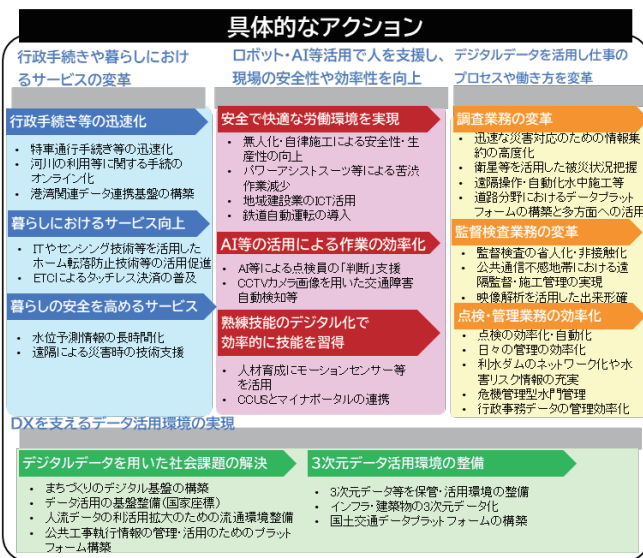 具体的なアクション
行政手続きや暮らしにおけ
るサービスの変革
行政手続き等の迅速化
・ 特車通行手続き等の迅速化
・ 河川の利用等に関する手続の
オンライン化
・ 港湾関連データ連携基盤の構築
暮らしにおけるサービス向上
・ ITやセンシング技術等を活用した
ホーム転落防止技術等の活用促進
・ ETCによるタッチレス決済の普及
暮らしの安全を高めるサービス
・ 水位予測情報の長時間化
・ 遠隔による災害時の技術支援
ロボット・AI等活用で人を支援し、
現場の安全性や効率性を向上
安全で快適な労働環境を実現
・ 無人化・自律施工による安全性・生
産性の向上
・ パワーアシストスーツ等による苦渋
作業減少
・ 地域建設業のICT活用
・ 鉄道自動運転の導入
AI等の活用による作業の効率化
・ AI等による点検員の「判断」支援
・ CCTVカメラ画像を用いた交通障害
自動検知等
熟練技能のデジタル化で
効率的に技能を習得
・ 人材育成にモーションセンサー等
を活用
・ CCUSとマイナポータルの連携
デジタルデータを活用し仕事の
プロセスや働き方を変革
調査業務の変革
・ 迅速な災害対応のための情報集
約の高度化
・ 衛星等を活用した被災状況把握
・ 遠隔操作・自動化水中施工等
・ 道路分野におけるデータプラット
フォームの構築と多方面への活用
監督検査業務の変革
・ 監督検査の省人化・非接触化
・ 公共通信不感地帯における遠
隔監督・施工管理の実現
・ 映像解析を活用した出来形確
点検・管理業務の効率化
・ 点検の効率化・自動化
・ 日々の管理の効率化
・ 利水ダムのネットワーク化や水
害リスク情報の充実
・ 危機管理型水門管理
・ 行政事務データの管理効率化
DXを支えるデータ活用環境の実現
デジタルデータを用いた社会課題の解決
・ まちづくりのデジタル基盤の構築
・ データ活用の基盤整備(国家座標)
・ 人流データの利活用拡大のための流通環境整備
・ 公共工事執行情報の管理・活用のためのプラット
フォーム構築
3次元データ活用環境の整備
・ 3次元データ等を保管・活用環境の整備
・ インフラ・建築物の3次元データ化
・ 国土交通データプラットフォームの構築